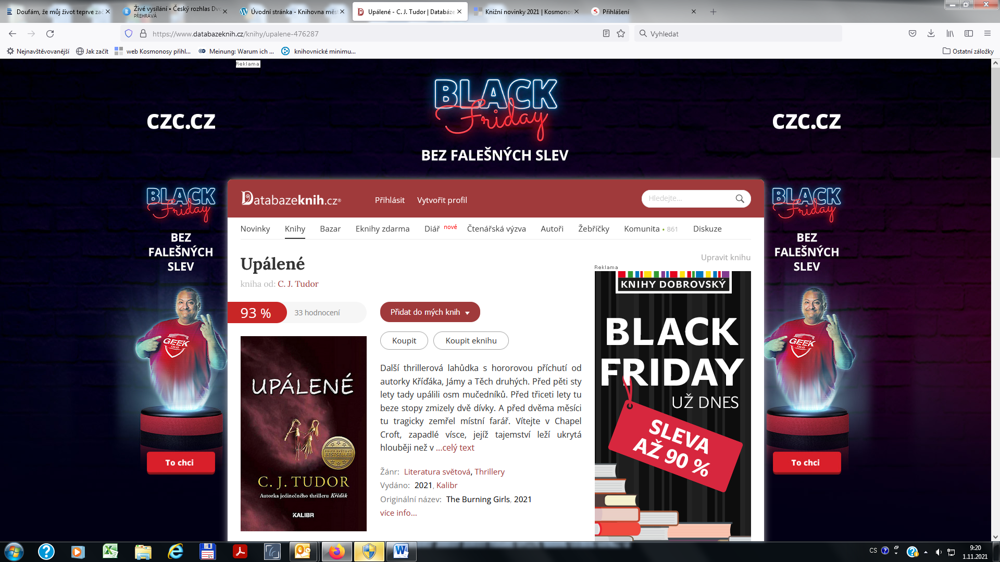 Doufám, že můj život teprve zač
Živé vysílání • Český rozhlas Dvo
PŘEHRÁVÁ
Úvodní stránka - Knihovna měst
Upálené - C. J. Tudor | Databáze
Knižní novinky 2021 | Kosmonos
Přihlášení
https://www.databazeknih.cz/knihy/upalene-476287
Vyhledat
Nejnavštěvovanější
Jak začít
web Kosmonosy přihl...
Meinung: Warum ich ...
knihovnické minimu...
Ostatní záložky
Reklama
BLACK
Friday
BEZ FALEŠNÝCH SLEV
CZC.CZ
CZC.CZ
BLACK
Friday
BEZ
FALEŠNÝCH
SLEV
GEEK
To chci
Databazeknih.cz®
Přihlásit
Vytvořit profil
Hledejte...
Novinky
Knihy
Bazar
Eknihy zdarma
Diář nové
Čtenářská výzva
Autoři
Žebříčky
Komunita • 861
Diskuze
Upálené
Upravit knihu
kniha od: C. J. Tudor
93 %
33 hodnocení
Přidat do mých knih
Koupit
Koupit eknihu
UPÁLENÉ
EDICE SVĚTOVÝ
BESTSELLER
C. J. TUDOR
Autorka jedinečného thrilleru Kříďák
KALIBR
Další thrillerová lahůdka s hororovou příchutí od
autorky Kříďáka, Jámy a Těch druhých. Před pěti sty
lety tady upálili osm mučedníků. Před třiceti lety tu
beze stopy zmizely dvě dívky. A před dvěma měsíci
tu tragicky zemřel místní farář. Vítejte v Chapel
Croft, zapadlé vísce, jejíž tajemství leží ukrytá
hlouběji než v ...celý text
Žánr: Literatura světová, Thrillery
Vydáno: 2021, Kalibr
Originální název: The Burning Girls, 2021
více info...
Reklama
KNIHY DOBROVSKÝ
BLACK
FRIDAY
UŽ DNES
SLEVA
AŽ 90 %
BLACK
Friday
BEZ
FALEŠNÝCH
SLEV
GEEK
To chci
CS
9:20
1.11.2021